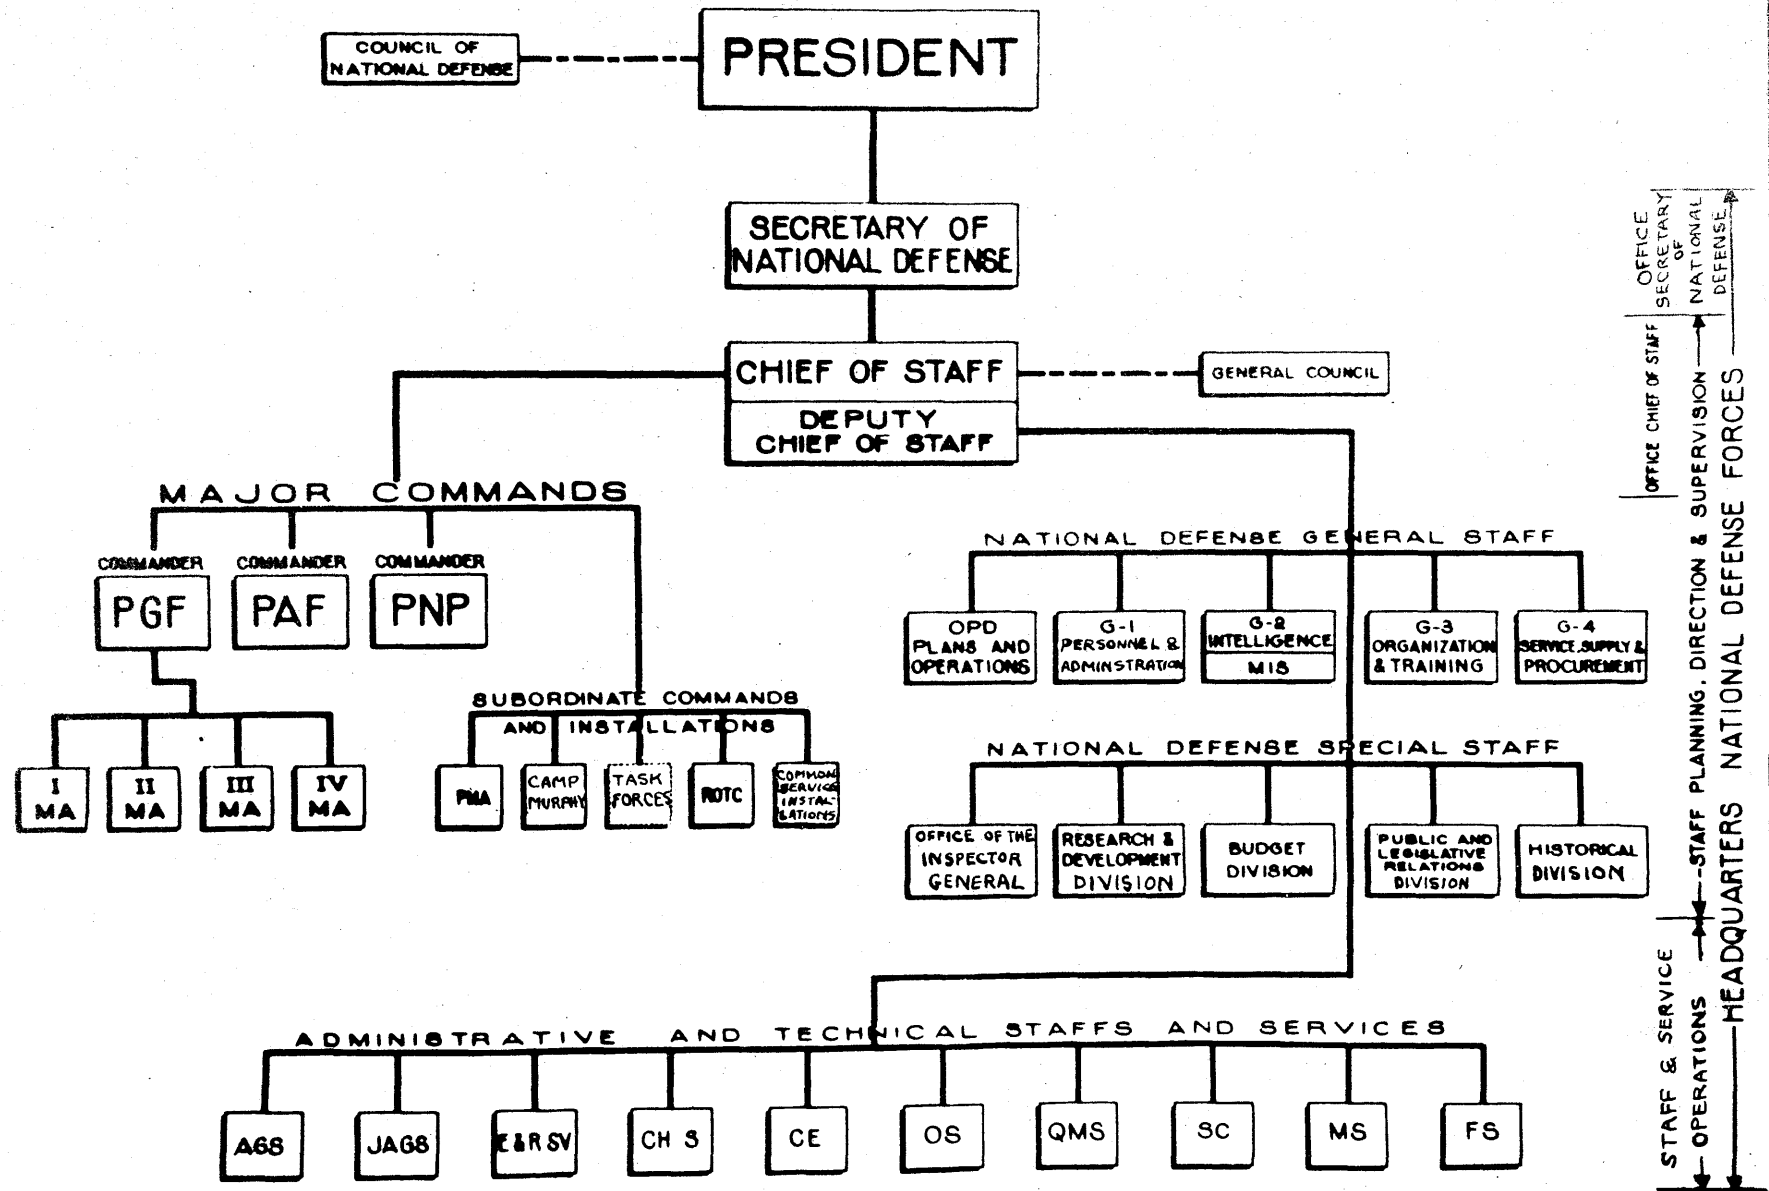 COUNCIL OF
NATIONAL DEFENSE
PRESIDENT
SECRETARY OF
NATIONAL DEFENSE
CHIEF OF STAFF
GENERAL COUNCIL
DEPUTY
CHIEF OF STAFF
MAJOR COMMANDS
COMMANDER
PGF
COMMANDER
PAF
COMMANDER
PNP
I
MA
II
MA
III
MA
IV
MA
SUBORDINATE COMMANDS
AND INSTALLATIONS
PMA
CAMP
MURPHY
TASK
FORCES
ROTC
COMMON
SERVICE
INSTAL-
LATIONS
NATIONAL DEFENSE GENERAL STAFF
OPD
PLANS AND
OPERATIONS
G-1
PERSONNEL &
ADMINSTRATION
G-2
INTELLIGENCE
MIS
G-3
ORGANIZATION
& TRAINING
G-4
SERVICE, SUPPLY &
PROCUREMENT
NATIONAL DEFENSE SPECIAL STAFF
OFFICE OF THE
INSPECTOR
GENERAL
RESEARCH &
DEVELOPMENT
DIVISION
BUDGET
DIVISION
PUBLIC AND
LEGISLATIVE
RELATIONS
DIVISION
HISTORICAL
DIVISION
ADMINISTRATIVE AND TECHNICAL STAFFS AND SERVICES
AGS
JAGS
E & R SV
CH S
CE
OS
QMS
SC
MS
FS
OFFICE
SECRETARY
OF
NATIONAL
DEFENSE
OFFICE CHIEF OF STAFF
STAFF PLANNING, DIRECTION & SUPERVISION
STAFF & SERVICE
OPERATIONS
HEADQUARTERS NATIONAL DEFENSE FORCES